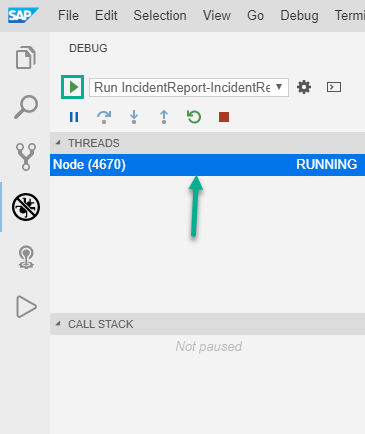 SAP File Edit Selection View Go Debug Termi
DEBUG
Run IncidentReport-IncidentRe
THREADS
Node (4670) RUNNING
CALL STACK
Not paused